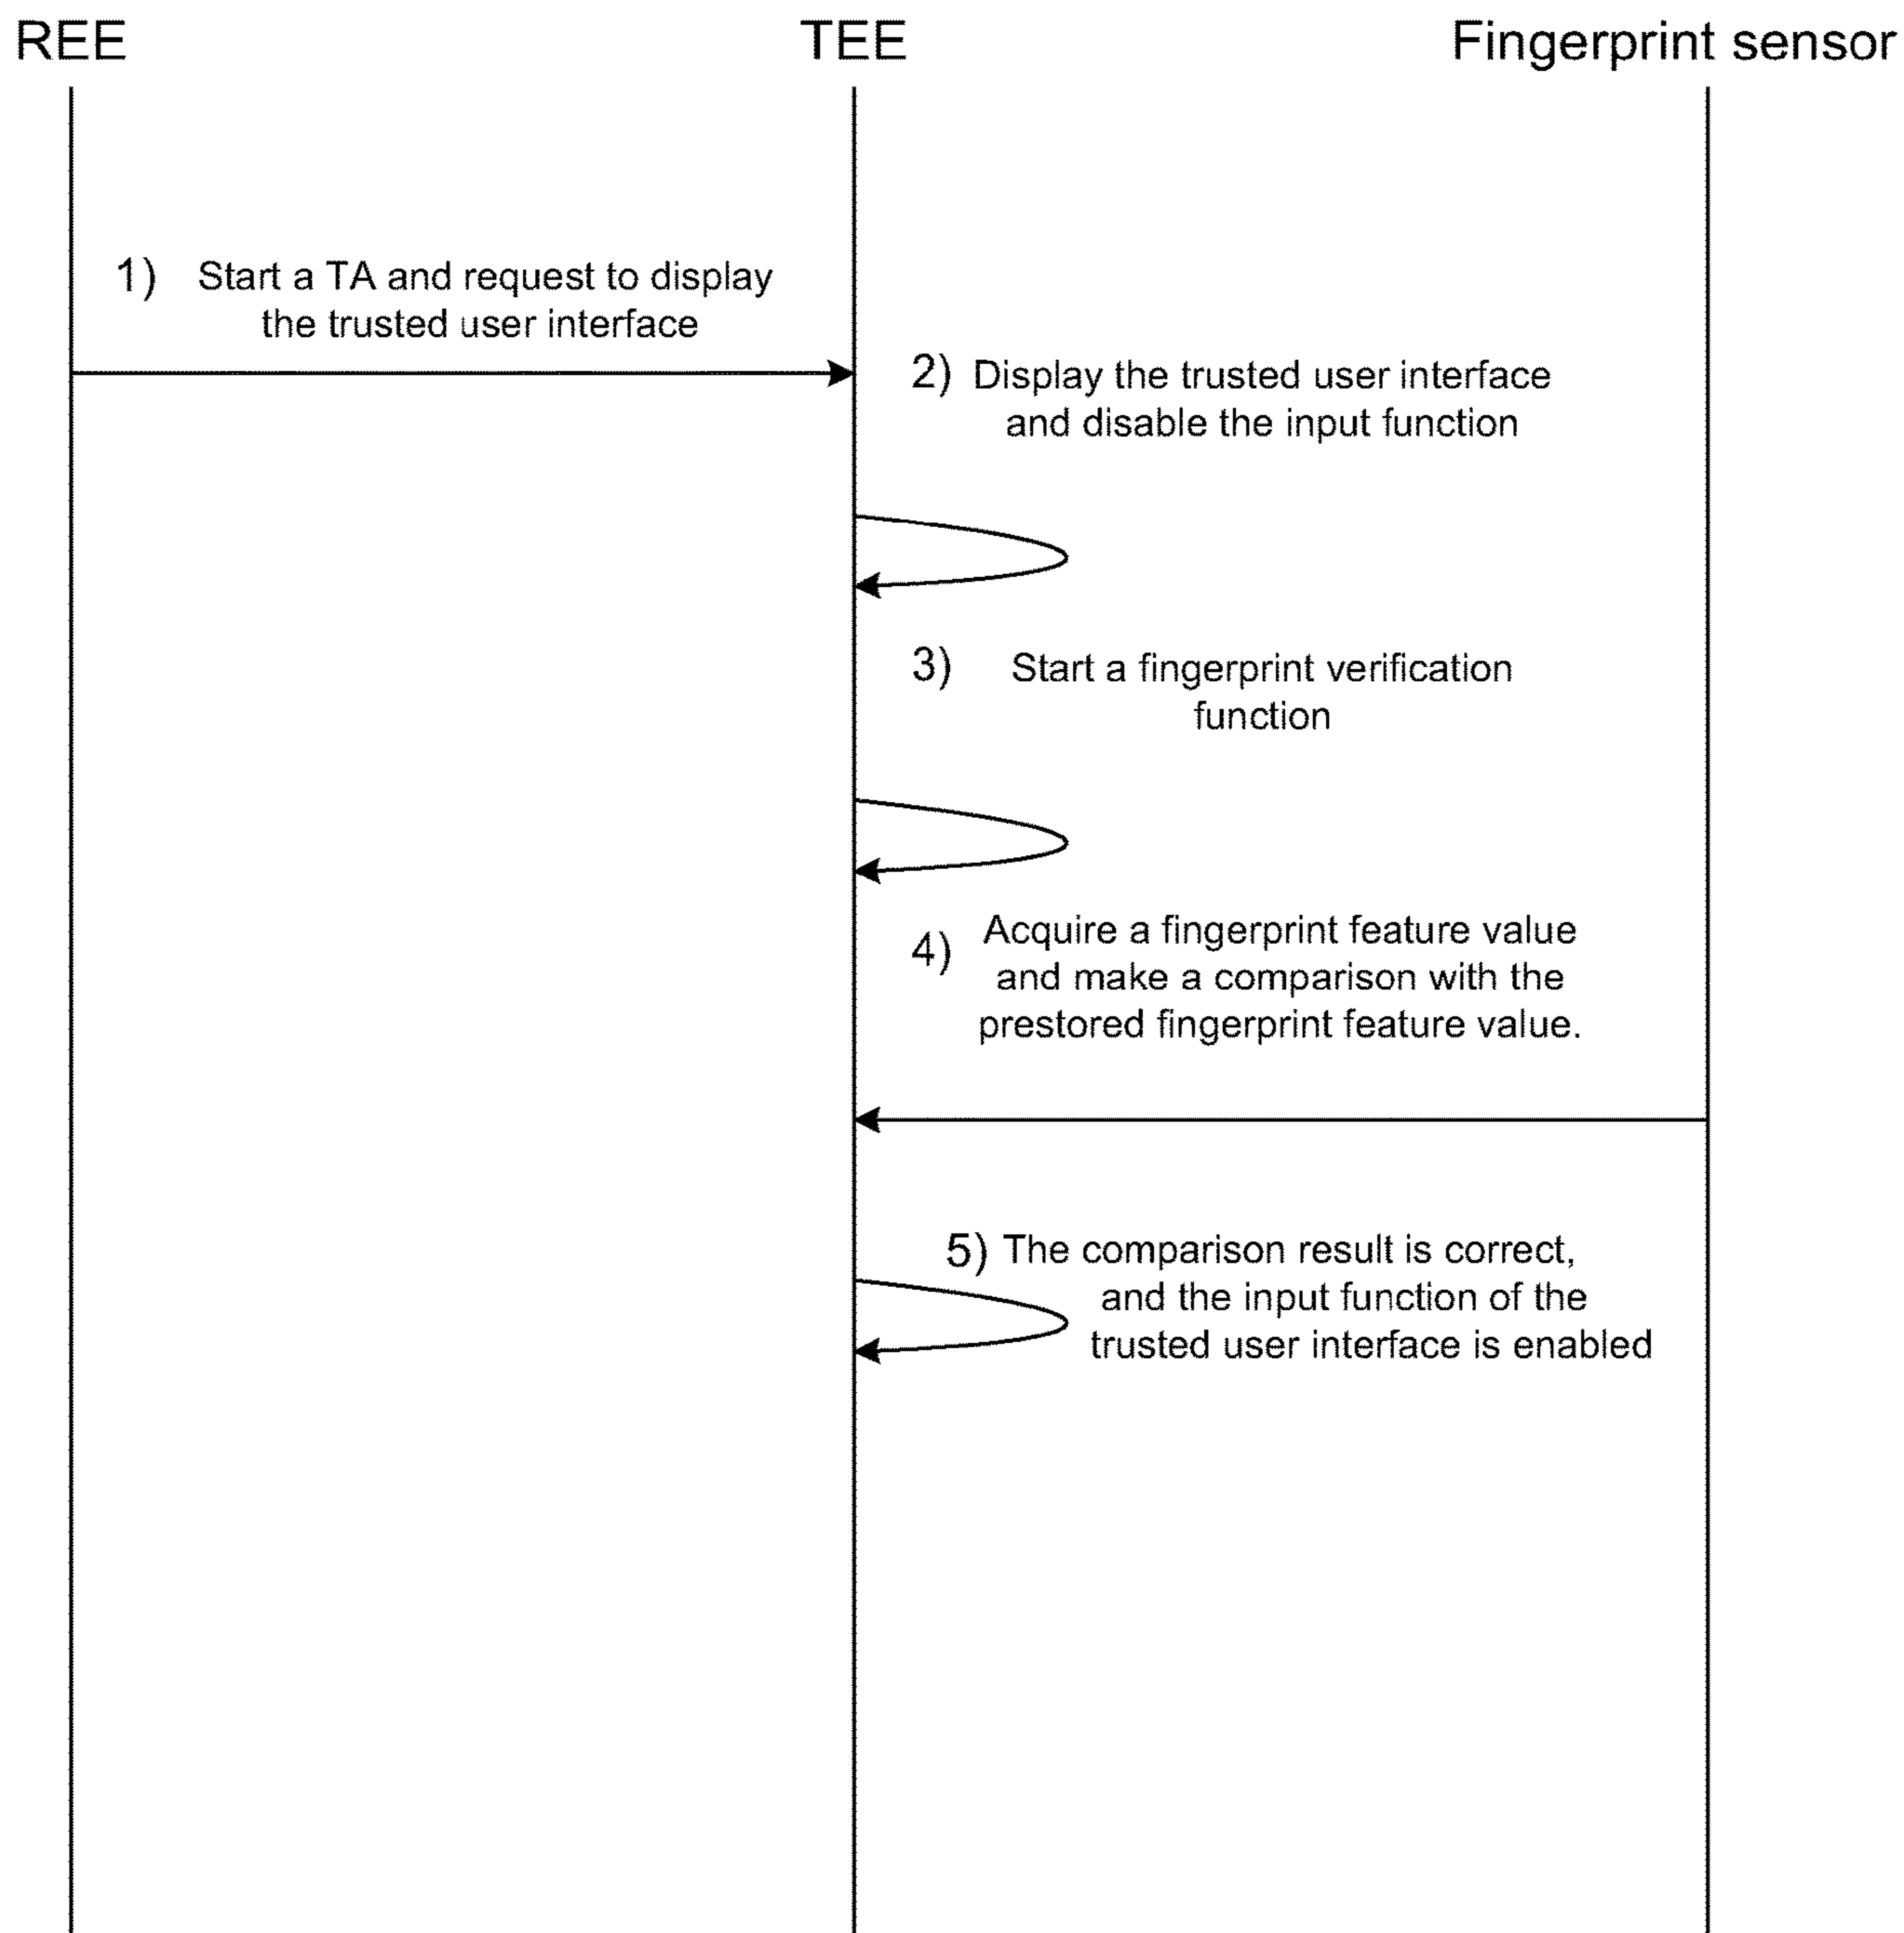 REE
TEE
Fingerprint sensor
1) Start a TA and request to display
the trusted user interface
2) Display the trusted user interface
and disable the input function
3) Start a fingerprint verification
function
4) Acquire a fingerprint feature value
and make a comparison with the
prestored fingerprint feature value.
5) The comparison result is correct,
and the input function of the
trusted user interface is enabled